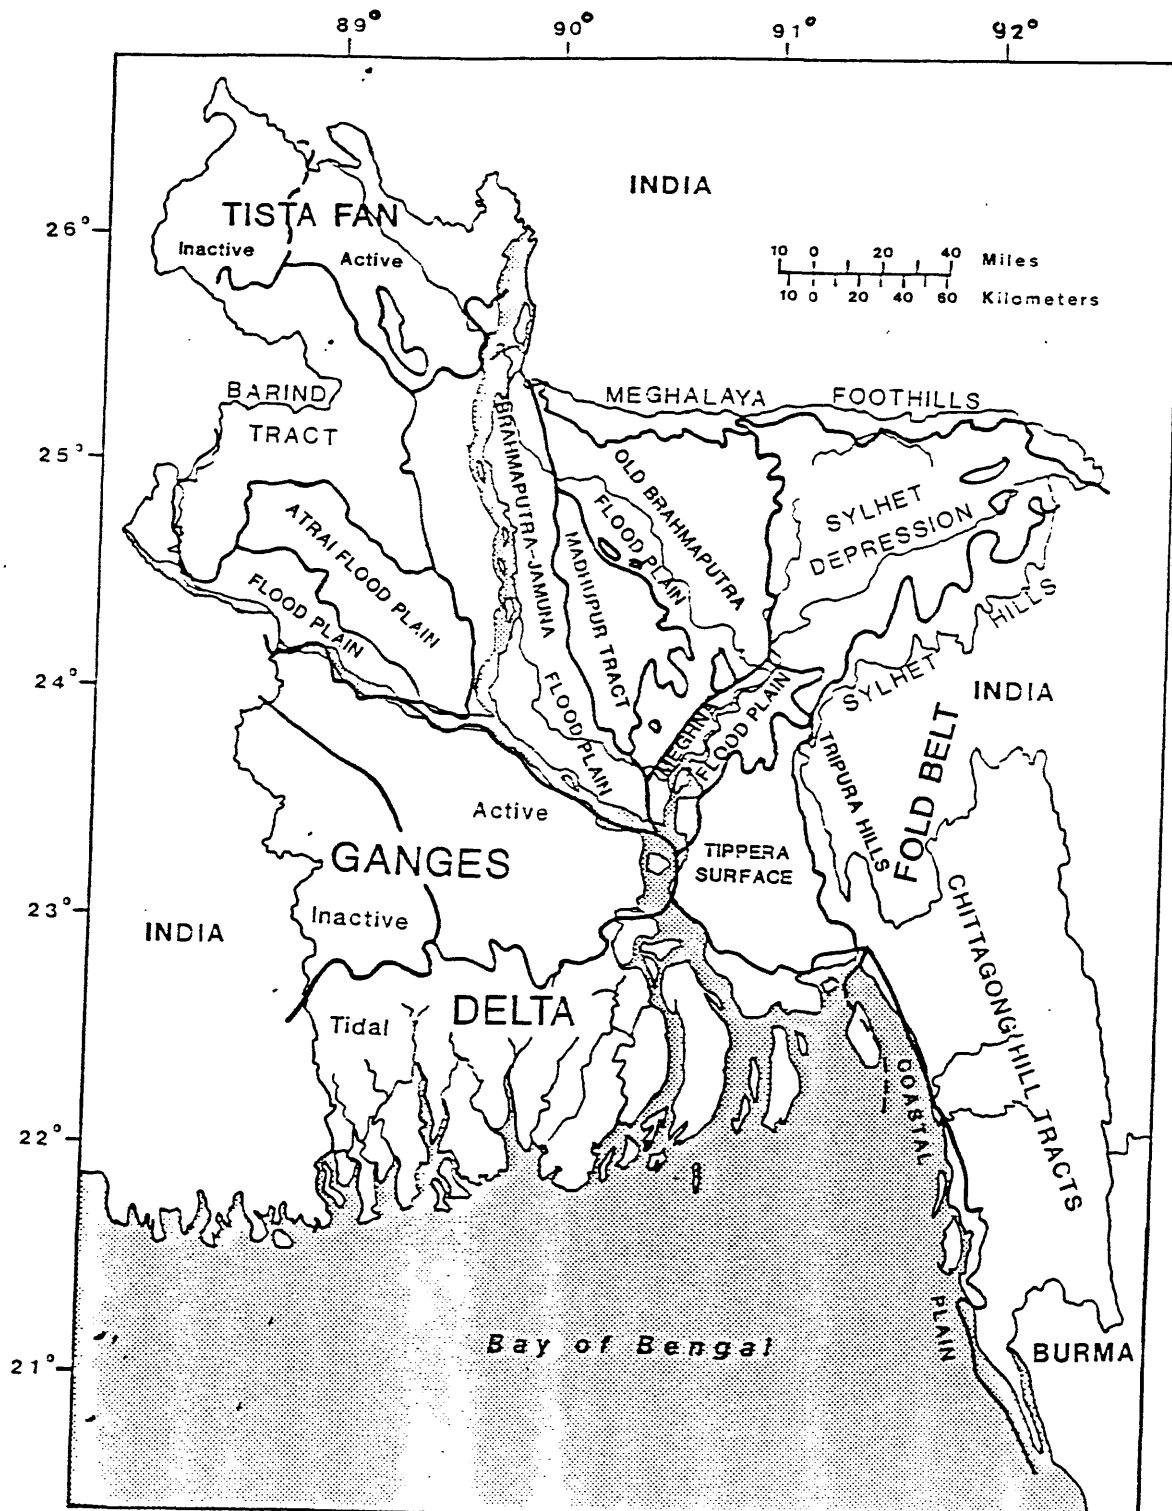 89° 90° 91° 92°
INDIA
26°
TISTA FAN
Inactive
Active
10 0 20 40 Miles
10 0 20 40 60 Kilometers
MEGHALAYA FOOTHILLS
BARIND
TRACT
25°
OLD BRAHMAPUTRA
FLOOD PLAIN
BRAHMAPUTRA-JAMUNA
FLOOD PLAIN
MADHUPUR TRACT
SYLHET
DEPRESSION
ATRAI FLOOD PLAIN
FLOOD PLAIN
SYLHET HILLS
24°
INDIA
MEGHNA
FLOOD PLAIN
TRIPURA HILLS
FOLD BELT
Active
GANGES
TIPPERA
SURFACE
23°
INDIA
Inactive
CHITTAGONG HILL TRACTS
DELTA
Tidal
COASTAL
PLAIN
22°
Bay of Bengal
BURMA
21°